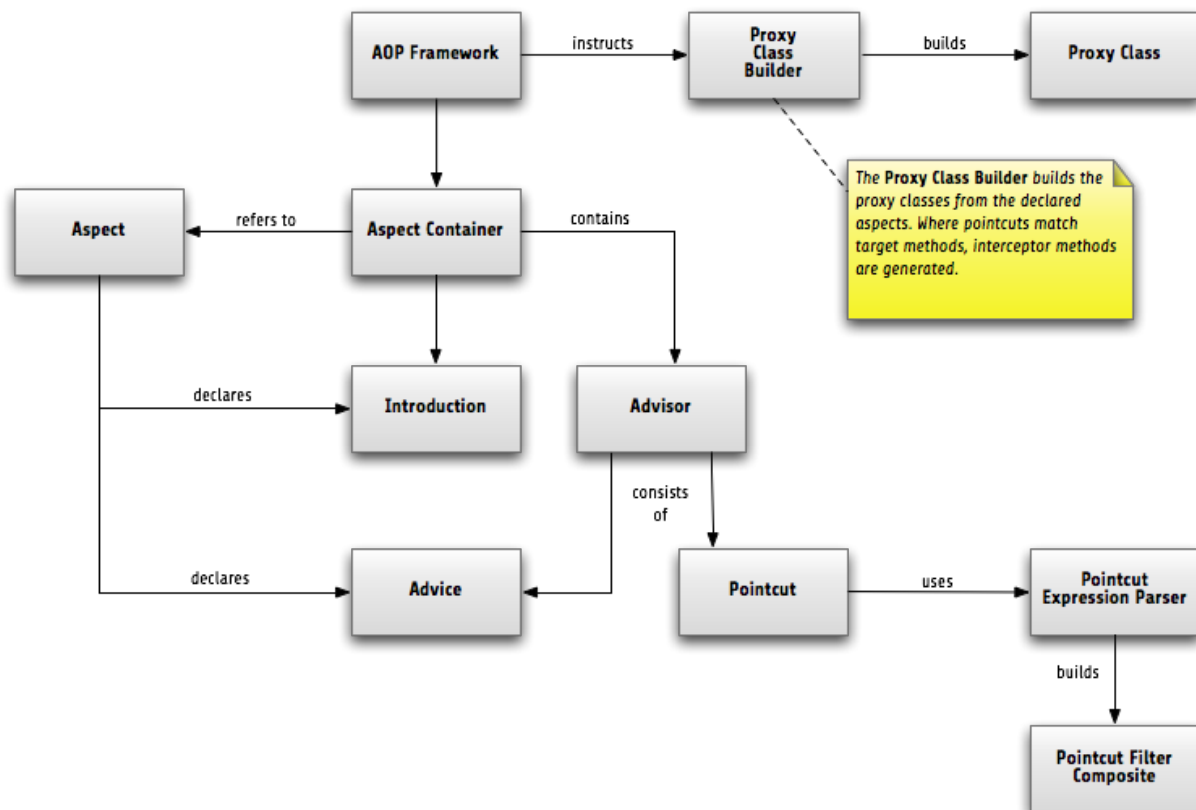 AOP Framework
instructs
Proxy
Class
Builder
builds
Proxy Class
The Proxy Class Builder builds the
proxy classes from the declared
aspects. Where pointcuts match
target methods, interceptor methods
are generated.
Aspect
refers to
Aspect Container
contains
declares
Introduction
Advisor
consists
of
declares
Advice
Pointcut
uses
Pointcut
Expression Parser
builds
Pointcut Filter
Composite